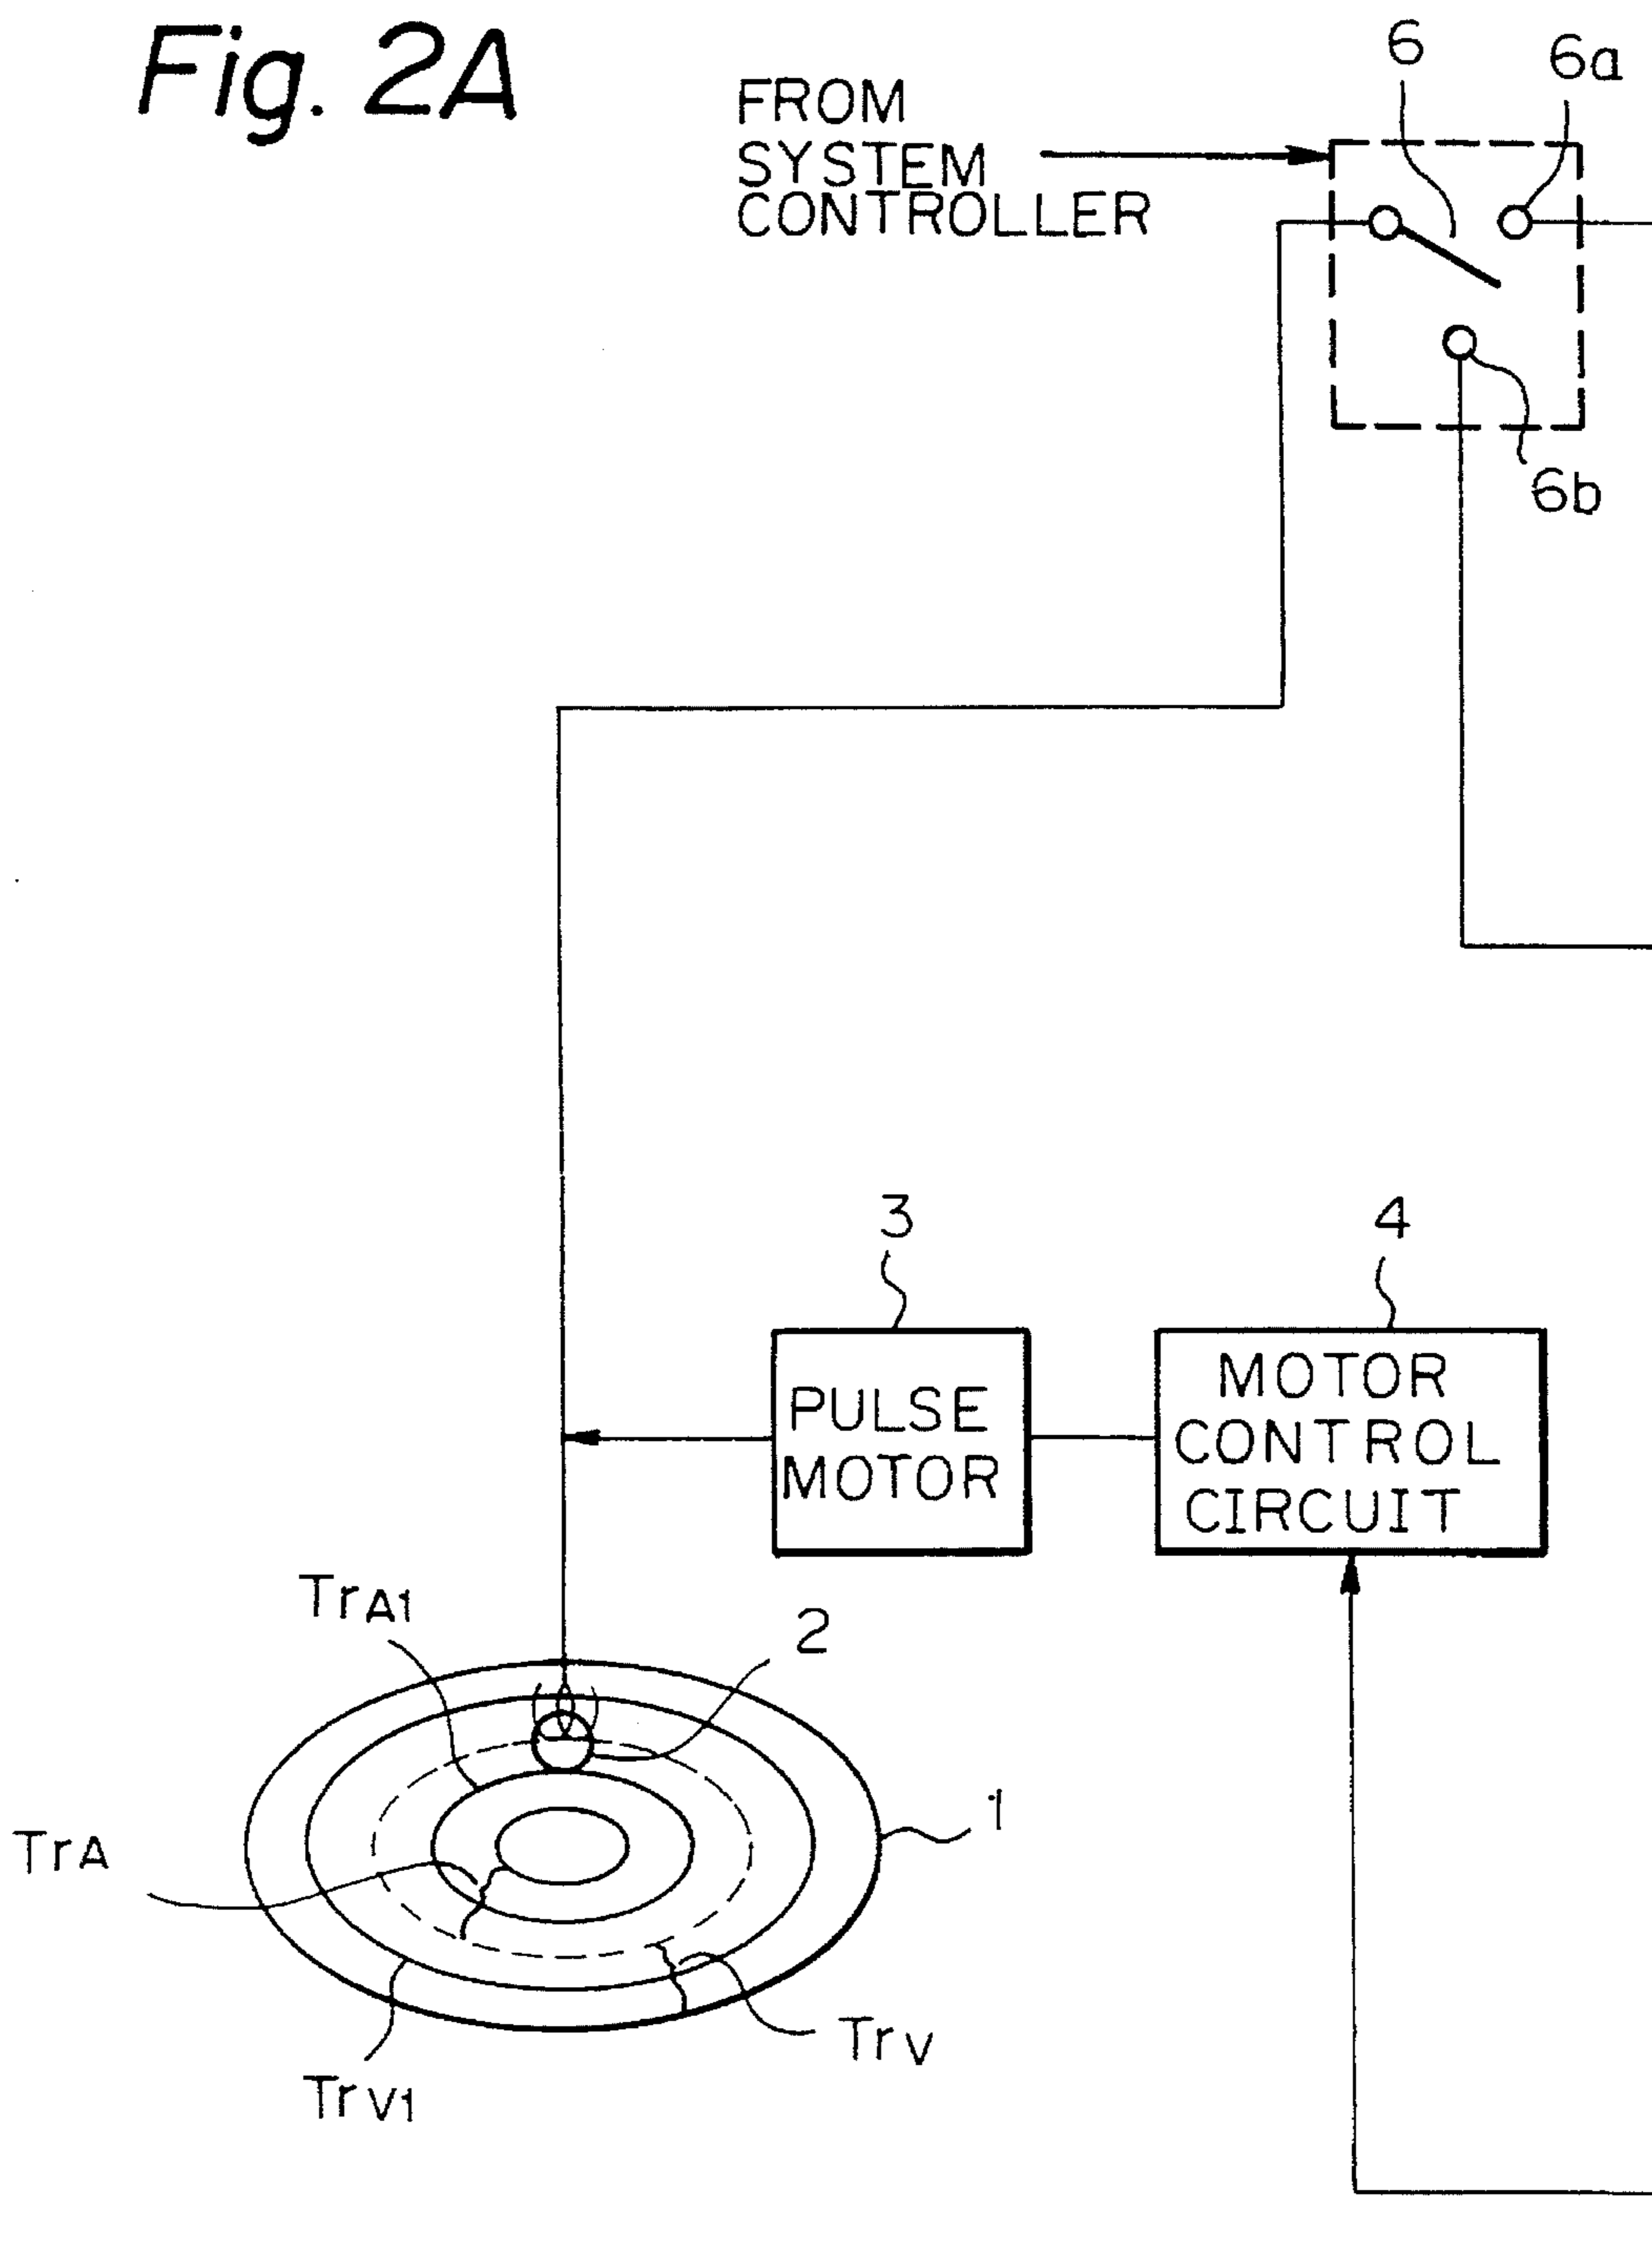 Fig. 2A
6
6a
FROM
SYSTEM
CONTROLLER
6b
3
4
PULSE
MOTOR
MOTOR
CONTROL
CIRCUIT
TrA1
2
1
TrA
TrV
TrV1